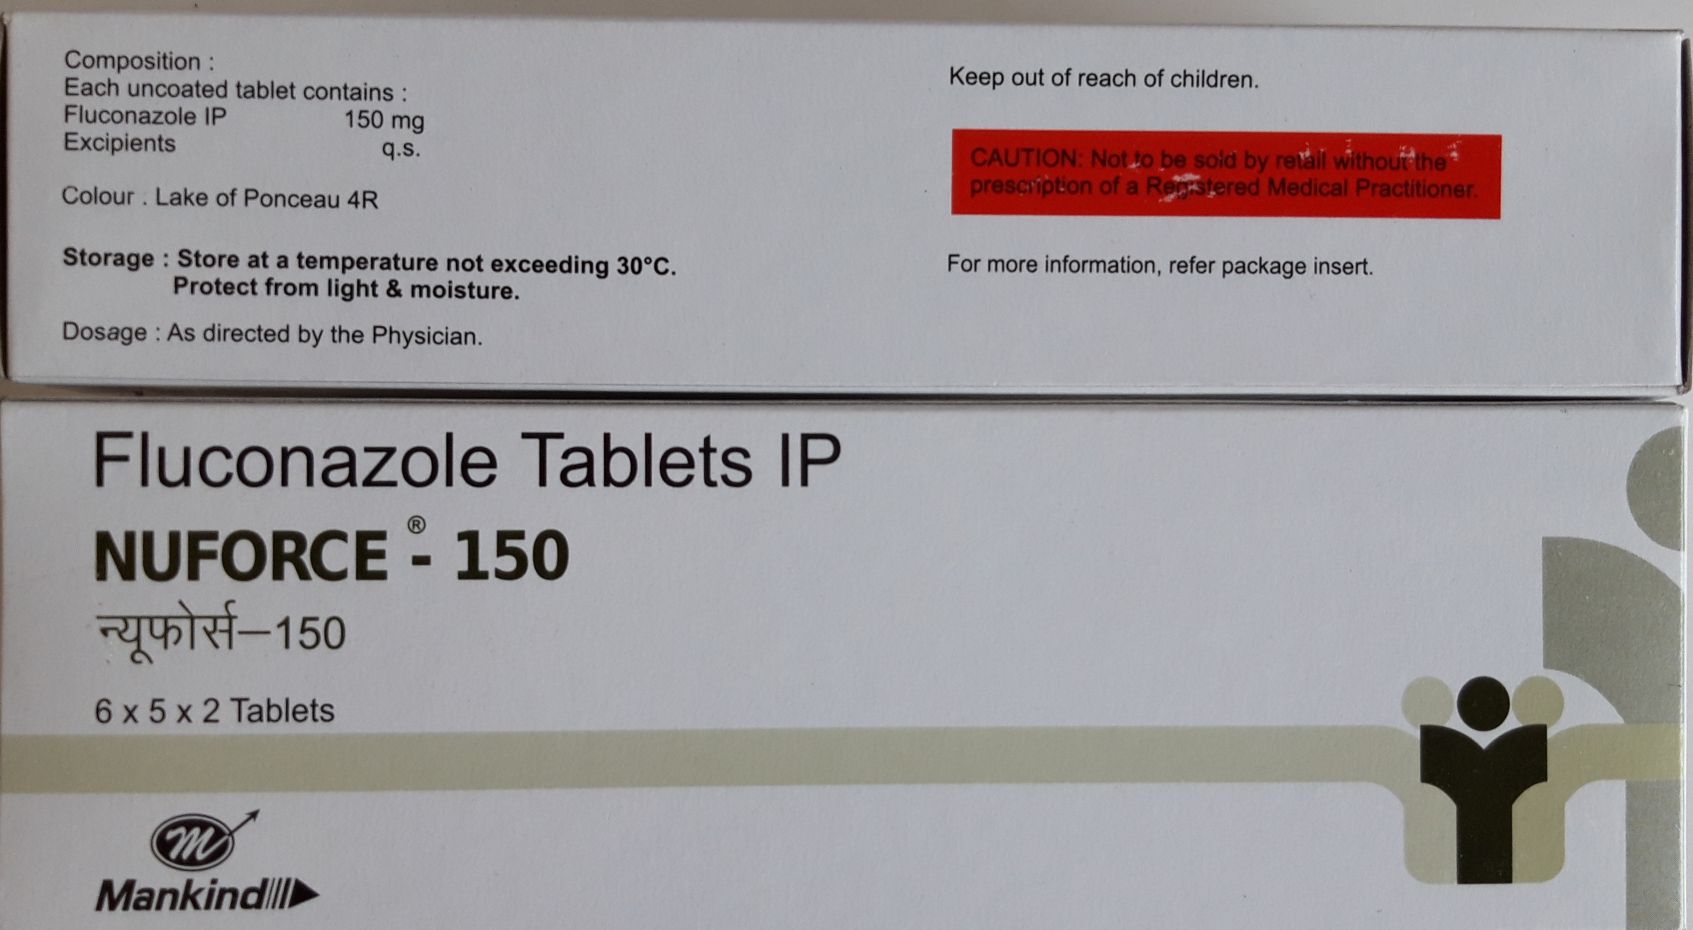 Composition :
Each uncoated tablet contains :
Fluconazole IP 150 mg
Excipients q.s.
Colour : Lake of Ponceau 4R
Storage : Store at a temperature not exceeding 30°C.
Protect from light & moisture.
Dosage : As directed by the Physician.
Keep out of reach of children.
CAUTION: Not to be sold by retail without the
prescription of a Registered Medical Practitioner.
For more information, refer package insert.
Fluconazole Tablets IP
NUFORCE ® - 150
न्यूफोर्स–150
6 x 5 x 2 Tablets
m
Mankind